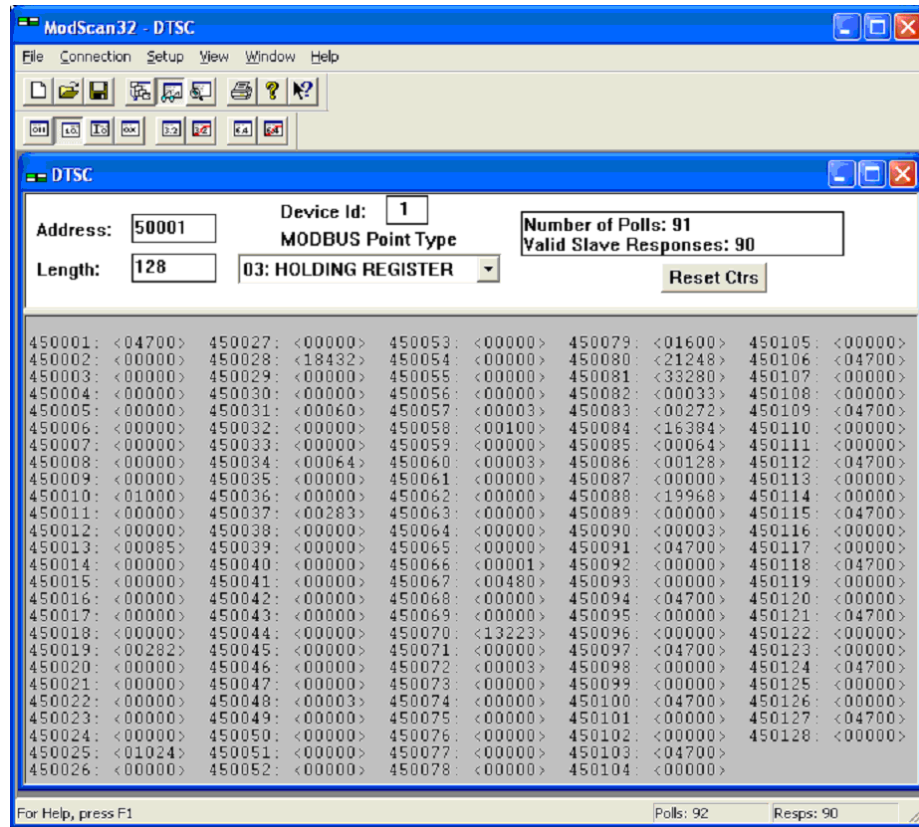 ModScan32 - DTSC
File Connection Setup View Window Help
DTSC
Address: 50001
Device Id: 1
MODBUS Point Type
Length: 128
03: HOLDING REGISTER
Number of Polls: 91
Valid Slave Responses: 90
Reset Ctrs
450001: <04700> 450027: <00000> 450053: <00000> 450079: <01600> 450105: <00000>
450002: <00000> 450028: <18432> 450054: <00000> 450080: <21248> 450106: <04700>
450003: <00000> 450029: <00000> 450055: <00000> 450081: <33280> 450107: <00000>
450004: <00000> 450030: <00000> 450056: <00000> 450082: <00033> 450108: <00000>
450005: <00000> 450031: <00060> 450057: <00003> 450083: <00272> 450109: <04700>
450006: <00000> 450032: <00000> 450058: <00100> 450084: <16384> 450110: <00000>
450007: <00000> 450033: <00000> 450059: <00000> 450085: <00064> 450111: <00000>
450008: <00000> 450034: <00064> 450060: <00003> 450086: <00128> 450112: <04700>
450009: <00000> 450035: <00000> 450061: <00000> 450087: <00000> 450113: <00000>
450010: <01000> 450036: <00000> 450062: <00000> 450088: <19968> 450114: <00000>
450011: <00000> 450037: <00283> 450063: <00000> 450089: <00000> 450115: <04700>
450012: <00000> 450038: <00000> 450064: <00000> 450090: <00003> 450116: <00000>
450013: <00085> 450039: <00000> 450065: <00000> 450091: <04700> 450117: <00000>
450014: <00000> 450040: <00000> 450066: <00001> 450092: <00000> 450118: <04700>
450015: <00000> 450041: <00000> 450067: <00480> 450093: <00000> 450119: <00000>
450016: <00000> 450042: <00000> 450068: <00000> 450094: <04700> 450120: <00000>
450017: <00000> 450043: <00000> 450069: <00000> 450095: <00000> 450121: <04700>
450018: <00000> 450044: <00000> 450070: <13223> 450096: <00000> 450122: <00000>
450019: <00282> 450045: <00000> 450071: <00000> 450097: <04700> 450123: <00000>
450020: <00000> 450046: <00000> 450072: <00003> 450098: <00000> 450124: <04700>
450021: <00000> 450047: <00000> 450073: <00000> 450099: <00000> 450125: <00000>
450022: <00000> 450048: <00003> 450074: <00000> 450100: <04700> 450126: <00000>
450023: <00000> 450049: <00000> 450075: <00000> 450101: <00000> 450127: <04700>
450024: <00000> 450050: <00000> 450076: <00000> 450102: <00000> 450128: <00000>
450025: <01024> 450051: <00000> 450077: <00000> 450103: <04700>
450026: <00000> 450052: <00000> 450078: <00000> 450104: <00000>
For Help, press F1
Polls: 92
Resps: 90